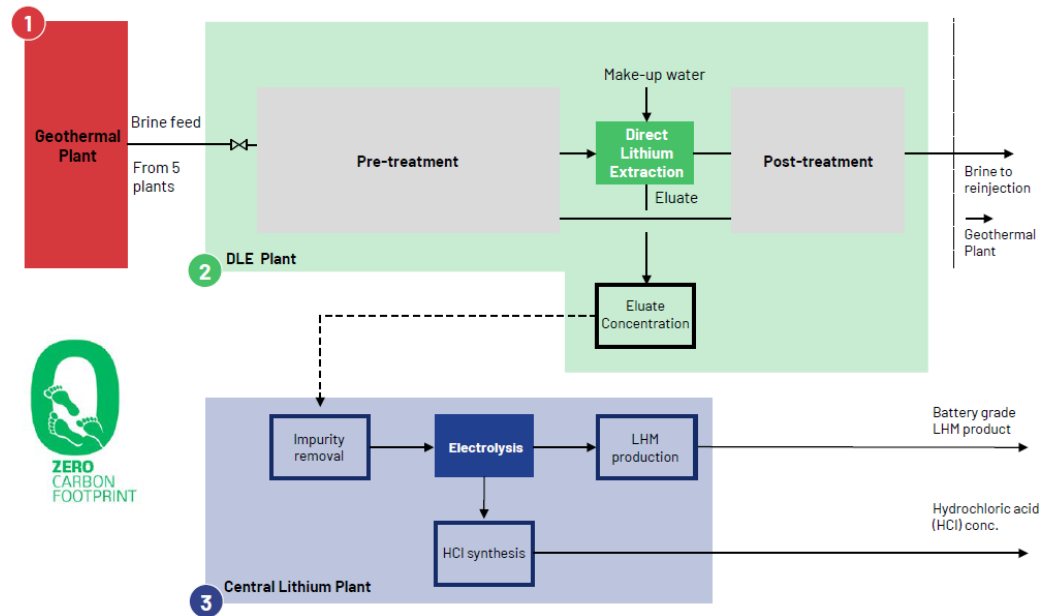 1
Geothermal
Plant
Brine feed
From 5
plants
Pre-treatment
Make-up water
Direct
Lithium
Extraction
Eluate
Post-treatment
Brine to
reinjection
Geothermal
Plant
2
DLE Plant
Eluate
Concentration
ZERO
CARBON
FOOTPRINT
Impurity
removal
Electrolysis
LHM
production
Battery grade
LHM product
HCl synthesis
Hydrochloric acid
(HCl) conc.
3
Central Lithium Plant